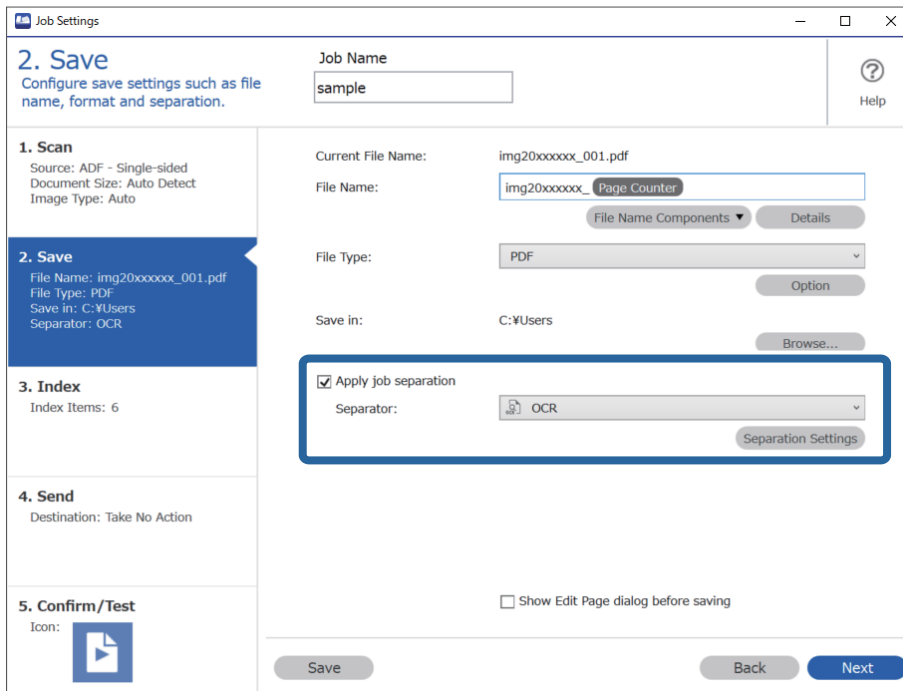 Job Settings
2. Save
Configure save settings such as file
name, format and separation.
Job Name
sample
Help
1. Scan
Source: ADF - Single-sided
Document Size: Auto Detect
Image Type: Auto
2. Save
File Name: img20xxxxxx_001.pdf
File Type: PDF
Save in: C:¥Users
Separator: OCR
3. Index
Index Items: 6
4. Send
Destination: Take No Action
5. Confirm/Test
Icon:
Current File Name: img20xxxxxx_001.pdf
File Name: img20xxxxxx_ Page Counter
File Name Components ▼ Details
File Type: PDF
Option
Save in: C:¥Users
Browse...
Apply job separation
Separator: OCR
Separation Settings
Show Edit Page dialog before saving
Save Back Next